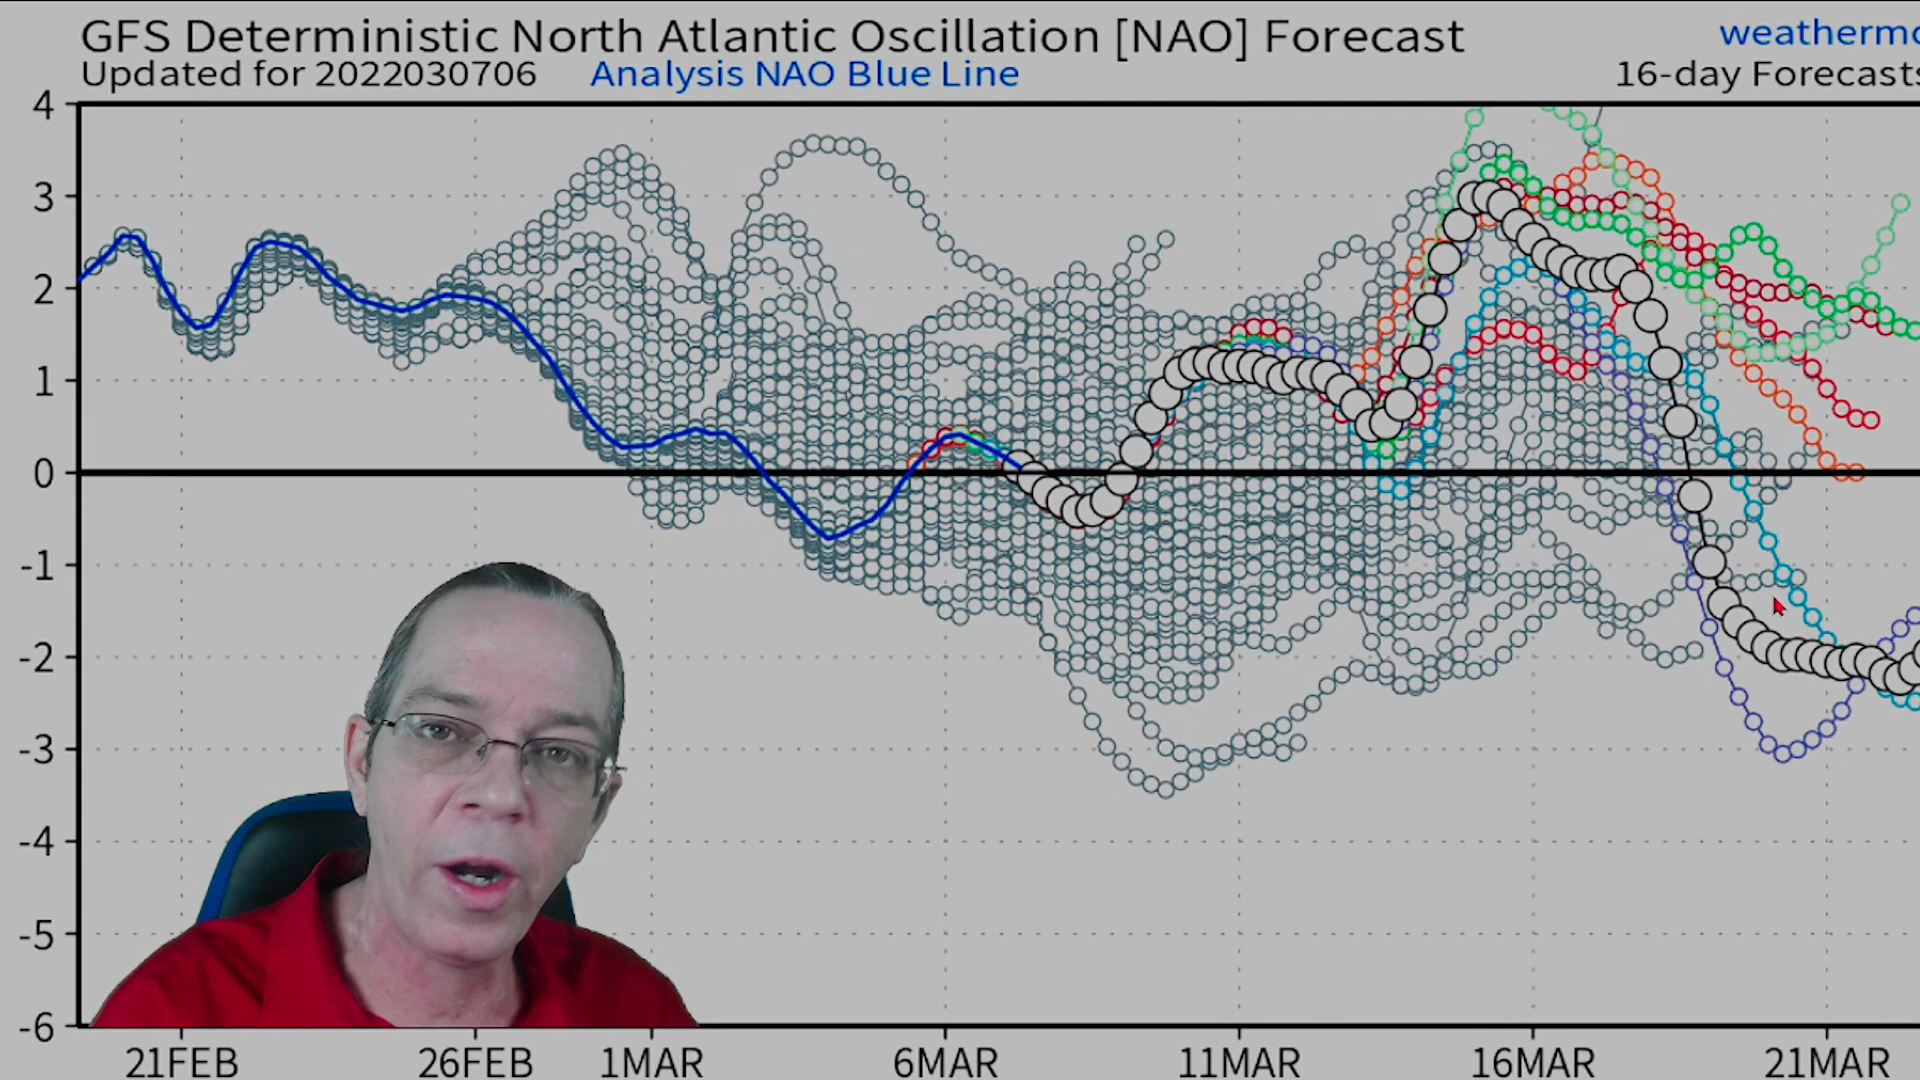 GFS Deterministic North Atlantic Oscillation [NAO] Forecast
weathermo
Updated for 2022030706 Analysis NAO Blue Line
16-day Forecasts
4
3
2
1
0
-1
-2
-3
-4
-5
-6
21FEB 26FEB 1MAR 6MAR 11MAR 16MAR 21MAR